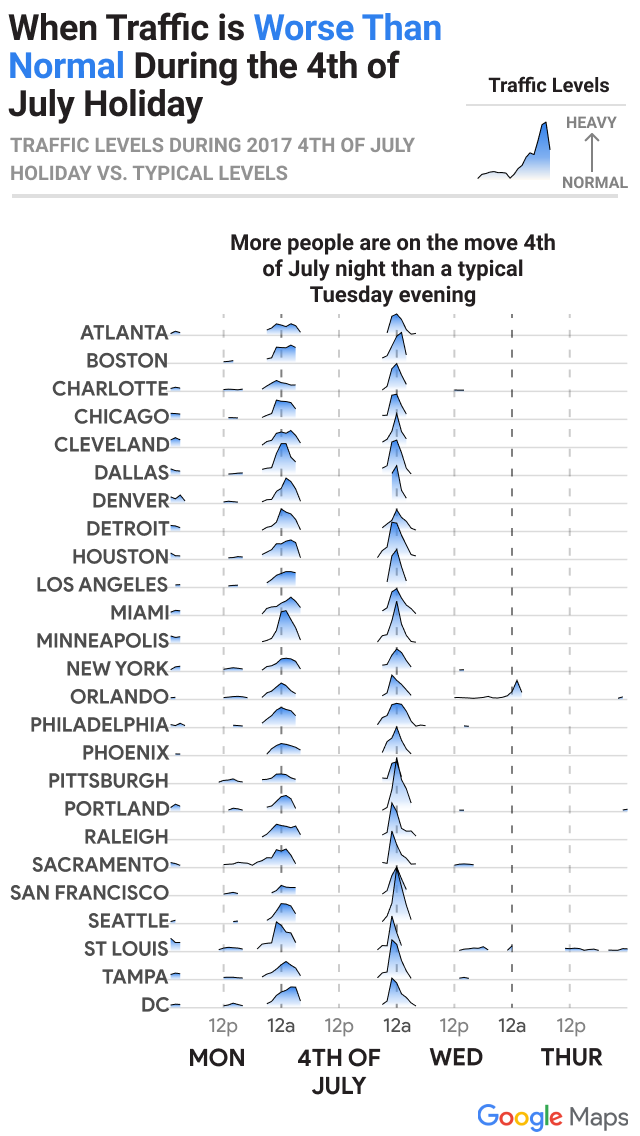 When Traffic is Worse Than
Normal During the 4th of
July Holiday
TRAFFIC LEVELS DURING 2017 4TH OF JULY
HOLIDAY VS. TYPICAL LEVELS
Traffic Levels
HEAVY
NORMAL
More people are on the move 4th
of July night than a typical
Tuesday evening
ATLANTA
BOSTON
CHARLOTTE
CHICAGO
CLEVELAND
DALLAS
DENVER
DETROIT
HOUSTON
LOS ANGELES
MIAMI
MINNEAPOLIS
NEW YORK
ORLANDO
PHILADELPHIA
PHOENIX
PITTSBURGH
PORTLAND
RALEIGH
SACRAMENTO
SAN FRANCISCO
SEATTLE
ST LOUIS
TAMPA
DC
12p 12a 12p 12a 12p 12a 12p
MON 4TH OF WED THUR
JULY
Google Maps